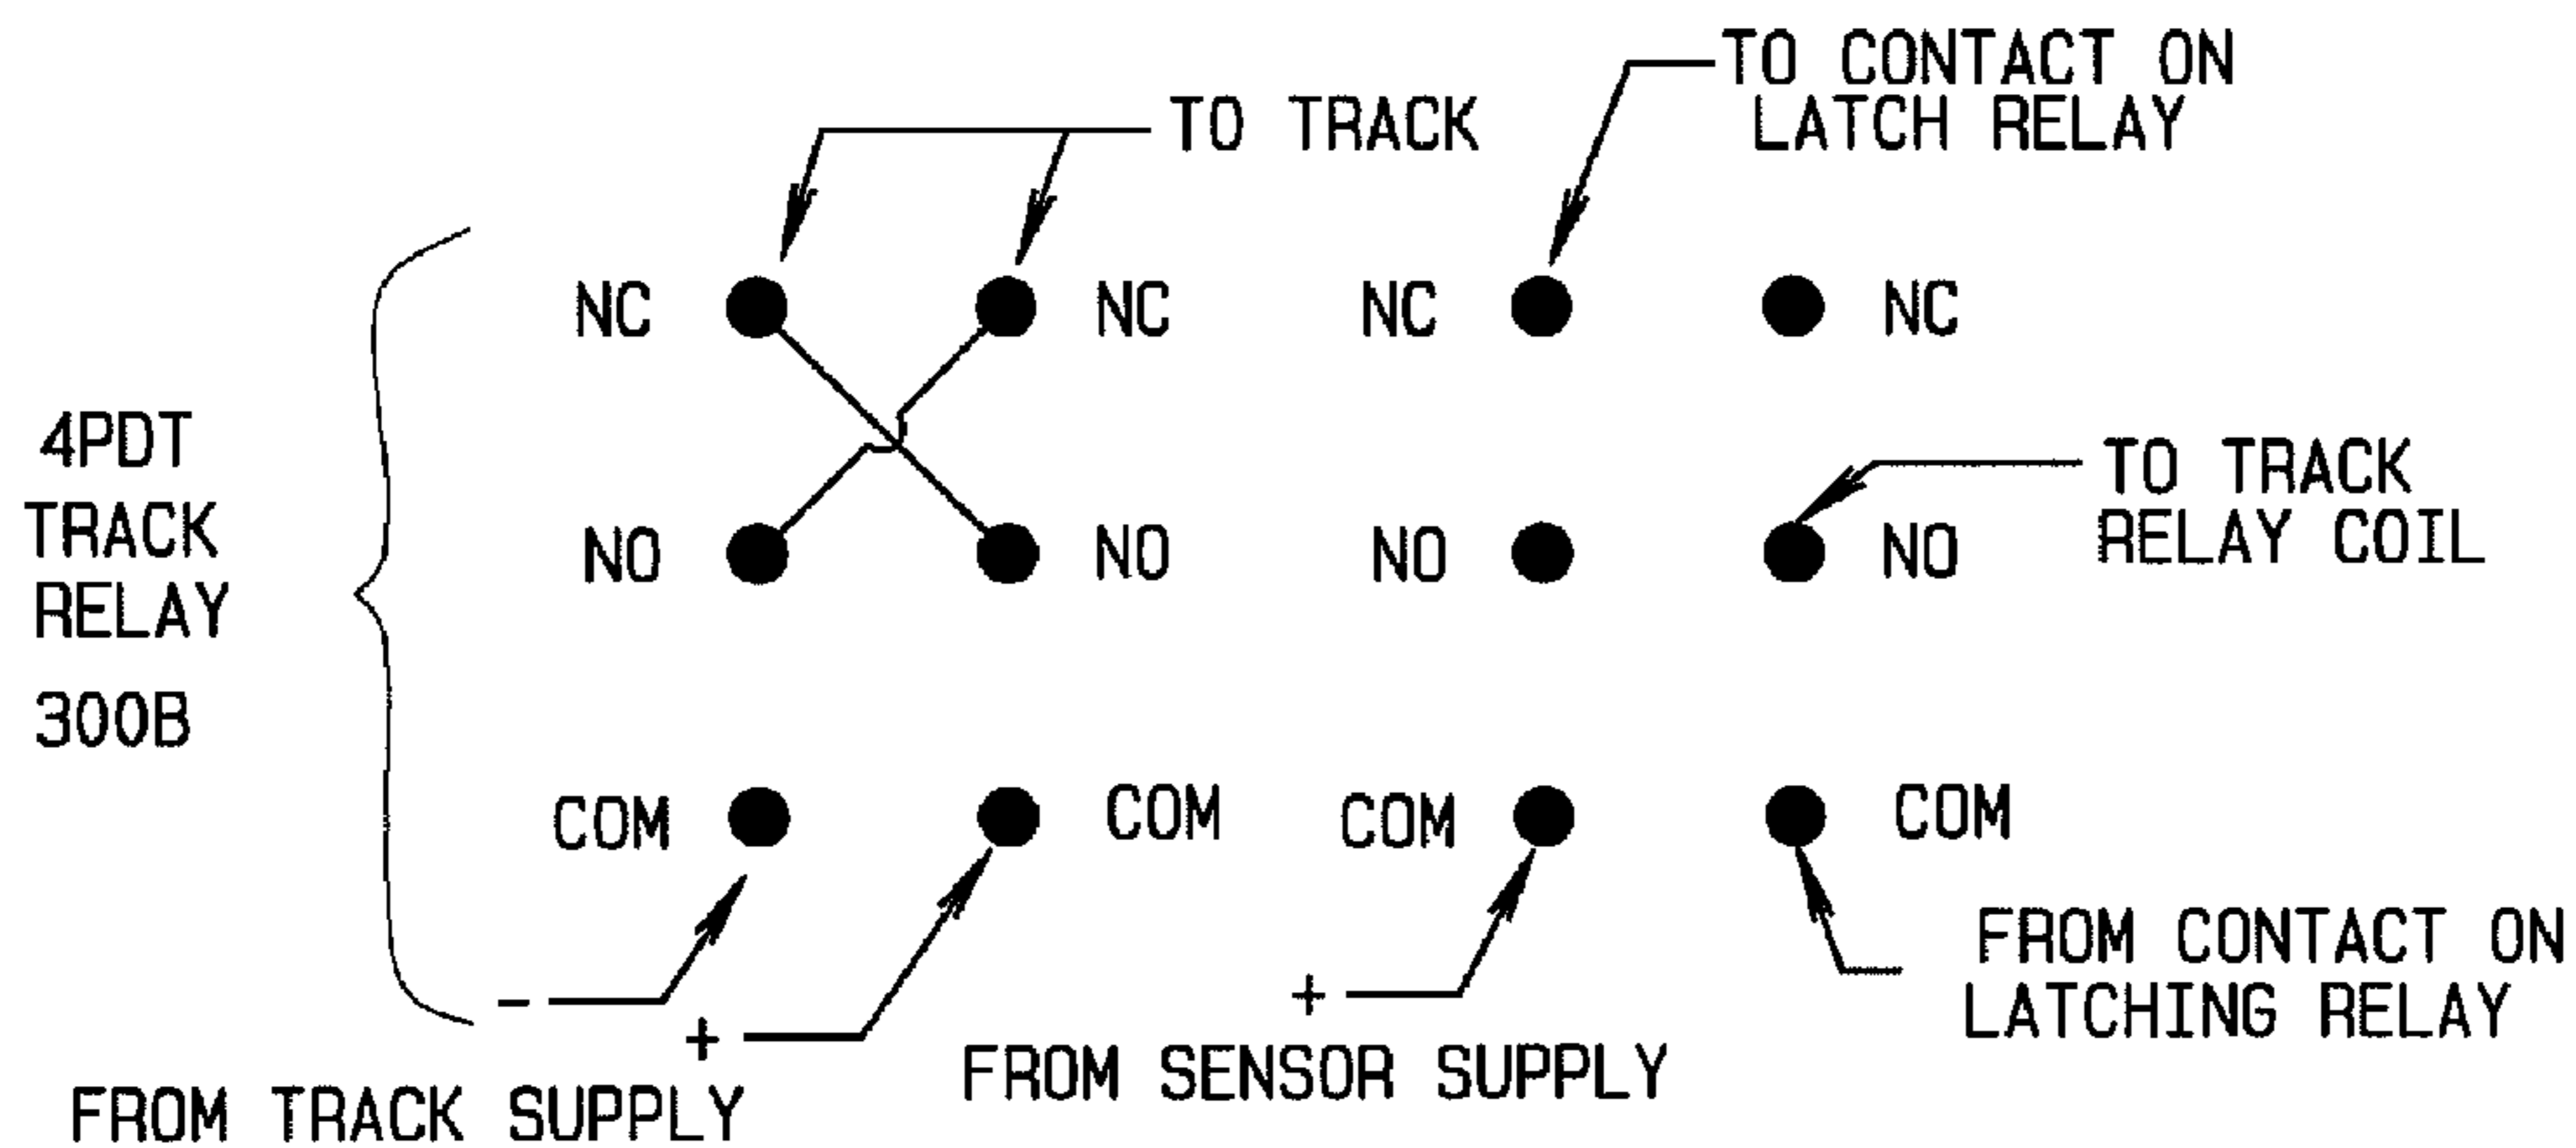 TO CONTACT ON
LATCH RELAY
TO TRACK
NC NC NC NC
4PDT
TRACK
RELAY
300B
TO TRACK
RELAY COIL
NO NO NO NO
COM COM COM COM
FROM CONTACT ON
LATCHING RELAY
-
+
+
FROM SENSOR SUPPLY
FROM TRACK SUPPLY